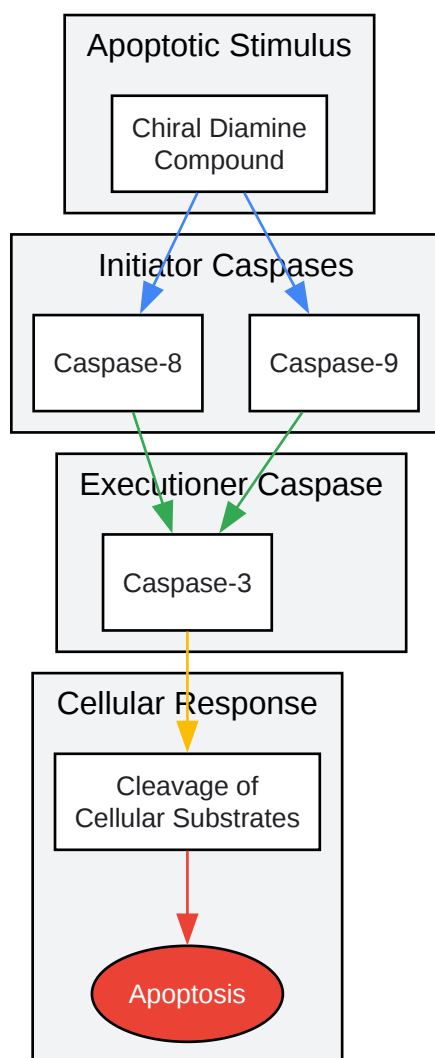 Apoptotic Stimulus
Chiral Diamine
Compound
Initiator Caspases
Caspase-8
Caspase-9
Executioner Caspase
Caspase-3
Cellular Response
Cleavage of
Cellular Substrates
Apoptosis